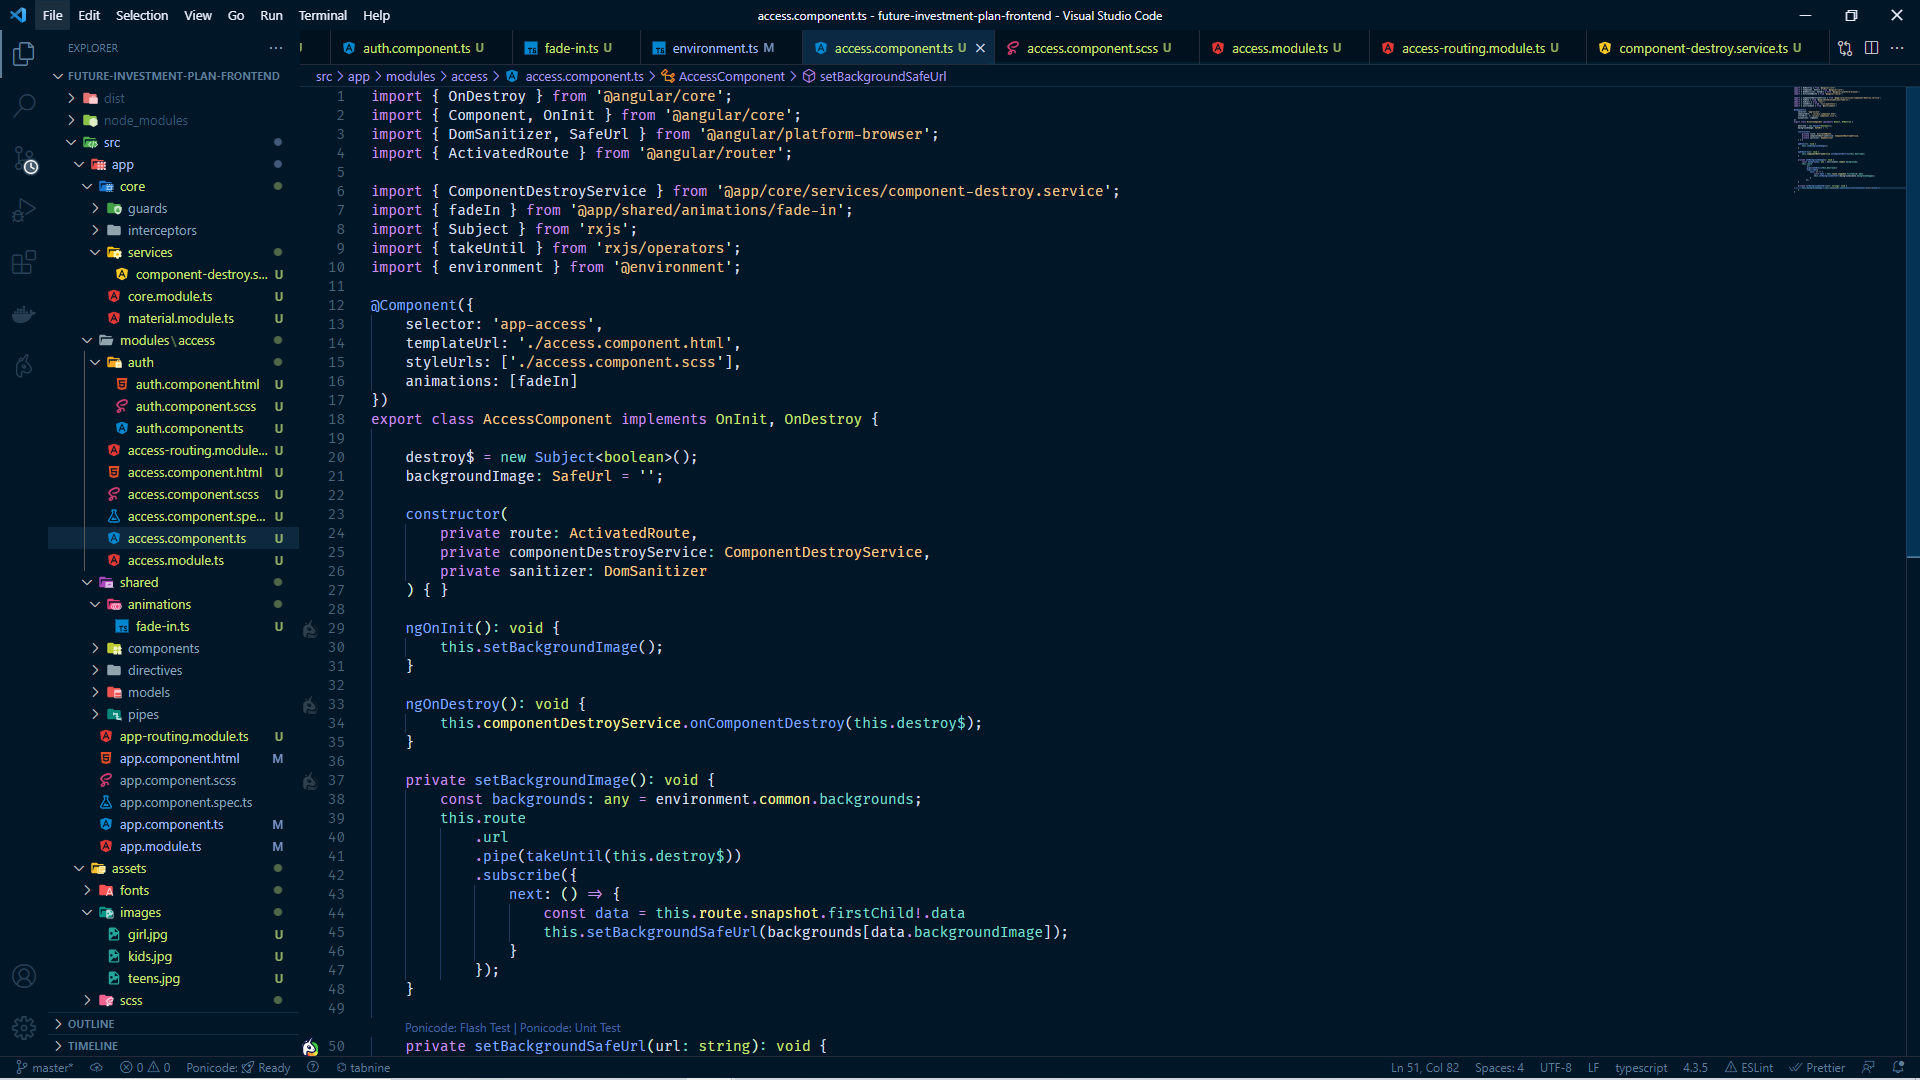 File Edit Selection View Go Run Terminal Help
access.component.ts - future-investment-plan-frontend - Visual Studio Code
EXPLORER
U auth.component.ts U fade-in.ts U environment.ts M access.component.ts U access.component.scss U access.module.ts U access-routing.module.ts U component-destroy.service.ts U
FUTURE-INVESTMENT-PLAN-FRONTEND
dist
node_modules
src
app
core
guards
interceptors
services
component-destroy.s... U
core.module.ts U
material.module.ts U
modules\access
auth
auth.component.html U
auth.component.scss U
auth.component.ts U
access-routing.module... U
access.component.html U
access.component.scss U
access.component.spe... U
access.component.ts U
access.module.ts U
shared
animations
fade-in.ts U
components
directives
models
pipes
app-routing.module.ts U
app.component.html M
app.component.scss
app.component.spec.ts
app.component.ts M
app.module.ts M
assets
fonts
images
girl.jpg U
kids.jpg U
teens.jpg U
scss
OUTLINE
TIMELINE
src > app > modules > access > access.component.ts > AccessComponent > setBackgroundSafeUrl
1 import { OnDestroy } from '@angular/core';
2 import { Component, OnInit } from '@angular/core';
3 import { DomSanitizer, SafeUrl } from '@angular/platform-browser';
4 import { ActivatedRoute } from '@angular/router';
5
6 import { ComponentDestroyService } from '@app/core/services/component-destroy.service';
7 import { fadeIn } from '@app/shared/animations/fade-in';
8 import { Subject } from 'rxjs';
9 import { takeUntil } from 'rxjs/operators';
10 import { environment } from '@environment';
11
12 @Component({
13 selector: 'app-access',
14 templateUrl: './access.component.html',
15 styleUrls: ['./access.component.scss'],
16 animations: [fadeIn]
17 })
18 export class AccessComponent implements OnInit, OnDestroy {
19
20 destroy$ = new Subject<boolean>();
21 backgroundImage: SafeUrl = '';
22
23 constructor(
24 private route: ActivatedRoute,
25 private componentDestroyService: ComponentDestroyService,
26 private sanitizer: DomSanitizer
27 ) { }
28
29 ngOnInit(): void {
30 this.setBackgroundImage();
31 }
32
33 ngOnDestroy(): void {
34 this.componentDestroyService.onComponentDestroy(this.destroy$);
35 }
36
37 private setBackgroundImage(): void {
38 const backgrounds: any = environment.common.backgrounds;
39 this.route
40 .url
41 .pipe(takeUntil(this.destroy$))
42 .subscribe({
43 next: () => {
44 const data = this.route.snapshot.firstChild!.data
45 this.setBackgroundSafeUrl(backgrounds[data.backgroundImage]);
46 }
47 });
48 }
49
Ponicode: Flash Test | Ponicode: Unit Test
50 private setBackgroundSafeUrl(url: string): void {
master* 0 0 Ponicode: Ready tabnine Ln 51, Col 82 Spaces: 4 UTF-8 LF typescript 4.3.5 ESLint Prettier